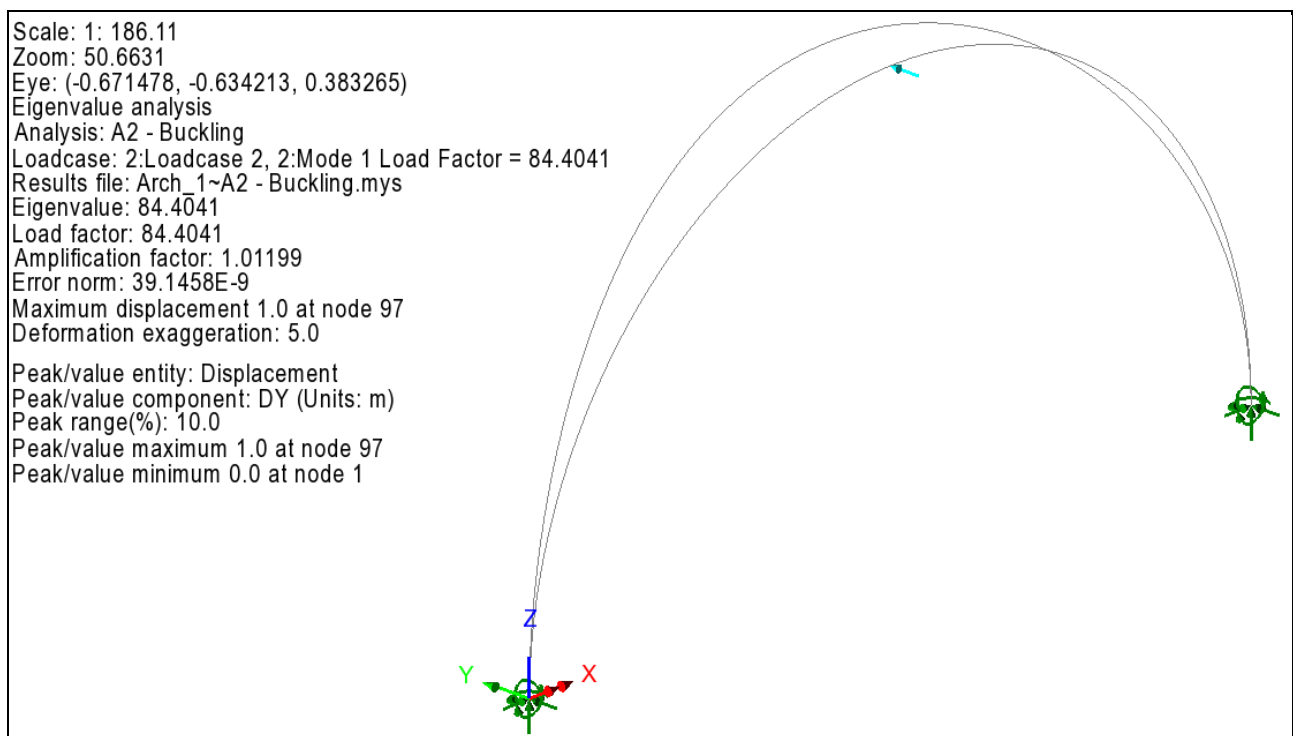 Scale: 1: 186.11
Zoom: 50.6631
Eye: (-0.671478, -0.634213, 0.383265)
Eigenvalue analysis
Analysis: A2 - Buckling
Loadcase: 2:Loadcase 2, 2:Mode 1 Load Factor = 84.4041
Results file: Arch_1~A2 - Buckling.mys
Eigenvalue: 84.4041
Load factor: 84.4041
Amplification factor: 1.01199
Error norm: 39.1458E-9
Maximum displacement 1.0 at node 97
Deformation exaggeration: 5.0
Peak/value entity: Displacement
Peak/value component: DY (Units: m)
Peak range(%): 10.0
Peak/value maximum 1.0 at node 97
Peak/value minimum 0.0 at node 1
Z
Y
X